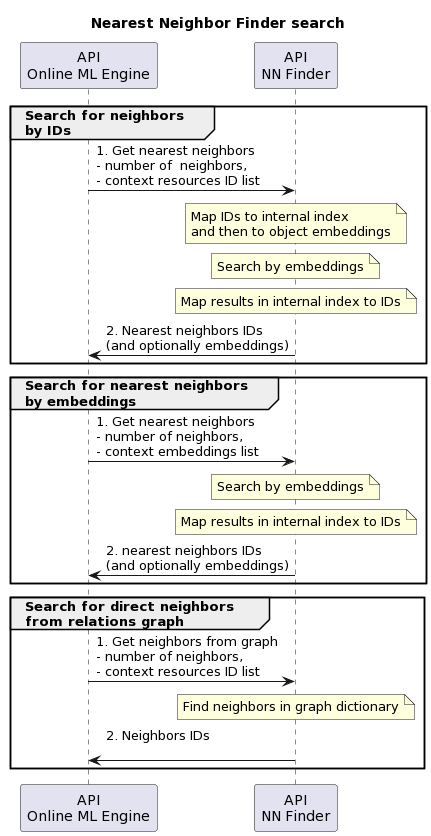 Nearest Neighbor Finder search
API
Online ML Engine
API
NN Finder
Search for neighbors
by IDs
1. Get nearest neighbors
- number of  neighbors,
- context resources ID list
Map IDs to internal index
and then to object embeddings
Search by embeddings
Map results in internal index to IDs
2. Nearest neighbors IDs
(and optionally embeddings)
Search for nearest neighbors
by embeddings
1. Get nearest neighbors
- number of neighbors,
- context embeddings list
Search by embeddings
Map results in internal index to IDs
2. nearest neighbors IDs
(and optionally embeddings)
Search for direct neighbors
from relations graph
1. Get neighbors from graph
- number of neighbors,
- context resources ID list
Find neighbors in graph dictionary
2. Neighbors IDs
API
Online ML Engine
API
NN Finder